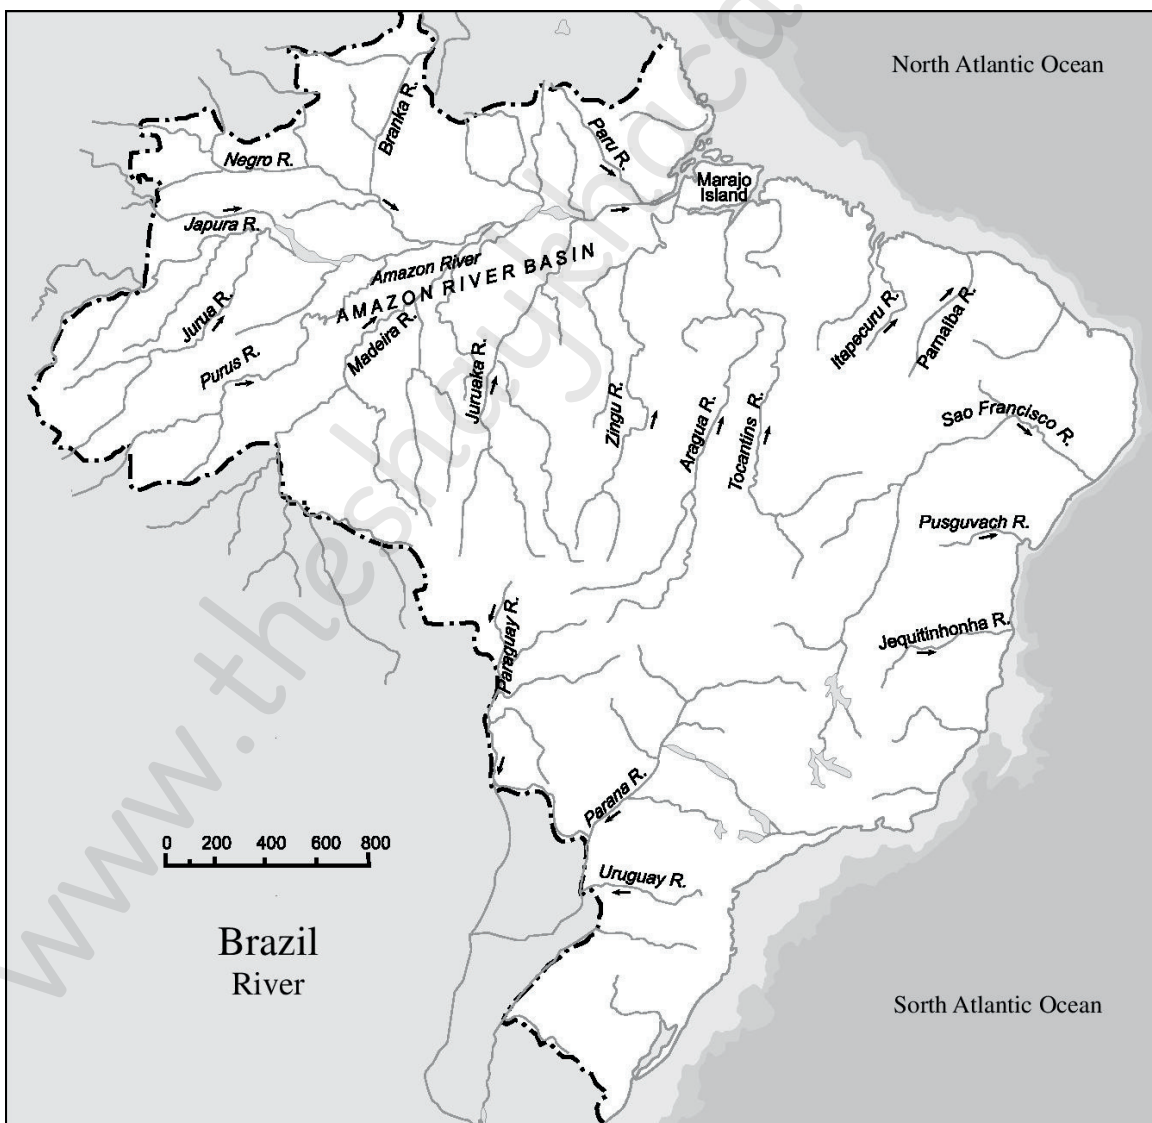 North Atlantic Ocean
Branka R.
Paru R.
Negro R.
Marajo
Island
Japura R.
Amazon River
AMAZON RIVER BASIN
Jurua R.
Madeira R.
Purus R.
Juruaka R.
Zingu R.
Aragua R.
Tocantins R.
Itapecuru R.
Parnaiba R.
Sao Francisco R.
Pusguvach R.
Jequitinhonha R.
Paraguay R.
Parana R.
Uruguay R.
0 200 400 600 800
Brazil
River
Sorth Atlantic Ocean